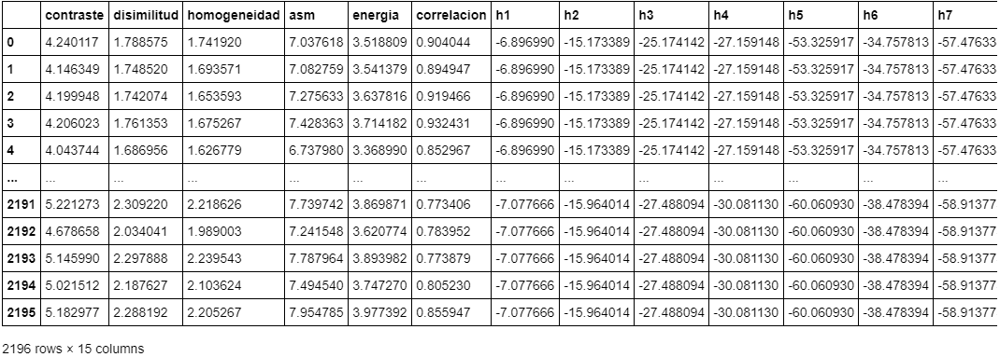 contraste disimilitud homogeneidad asm energia correlacion h1 h2 h3 h4 h5 h6 h7
0 4.240117 1.788575 1.741920 7.037618 3.518809 0.904044 -6.896990 -15.173389 -25.174142 -27.159148 -53.325917 -34.757813 -57.47633
1 4.146349 1.748520 1.693571 7.082759 3.541379 0.894947 -6.896990 -15.173389 -25.174142 -27.159148 -53.325917 -34.757813 -57.47633
2 4.199948 1.742074 1.653593 7.275633 3.637816 0.919466 -6.896990 -15.173389 -25.174142 -27.159148 -53.325917 -34.757813 -57.47633
3 4.206023 1.761353 1.675267 7.428363 3.714182 0.932431 -6.896990 -15.173389 -25.174142 -27.159148 -53.325917 -34.757813 -57.47633
4 4.043744 1.686956 1.626779 6.737980 3.368990 0.852967 -6.896990 -15.173389 -25.174142 -27.159148 -53.325917 -34.757813 -57.47633
... ... ... ... ... ... ... ... ... ... ... ... ... ...
2191 5.221273 2.309220 2.218626 7.739742 3.869871 0.773406 -7.077666 -15.964014 -27.488094 -30.081130 -60.060930 -38.478394 -58.91377
2192 4.678658 2.034041 1.989003 7.241548 3.620774 0.783952 -7.077666 -15.964014 -27.488094 -30.081130 -60.060930 -38.478394 -58.91377
2193 5.145990 2.297888 2.239543 7.787964 3.893982 0.773879 -7.077666 -15.964014 -27.488094 -30.081130 -60.060930 -38.478394 -58.91377
2194 5.021512 2.187627 2.103624 7.494540 3.747270 0.805230 -7.077666 -15.964014 -27.488094 -30.081130 -60.060930 -38.478394 -58.91377
2195 5.182977 2.288192 2.205267 7.954785 3.977392 0.855947 -7.077666 -15.964014 -27.488094 -30.081130 -60.060930 -38.478394 -58.91377
2196 rows × 15 columns